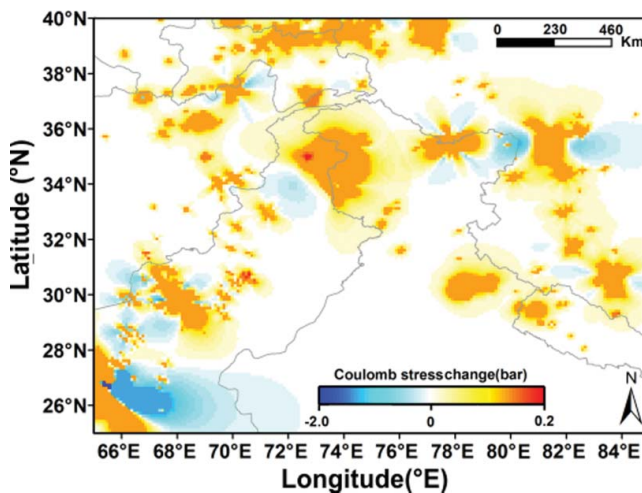 40°N
38°N
36°N
34°N
32°N
30°N
28°N
26°N
Latitude (°N)
0 230 460
Km
Coulomb stresschange(bar)
-2.0 0 0.2
N
66°E 68°E 70°E 72°E 74°E 76°E 78°E 80°E 82°E 84°E
Longitude(°E)